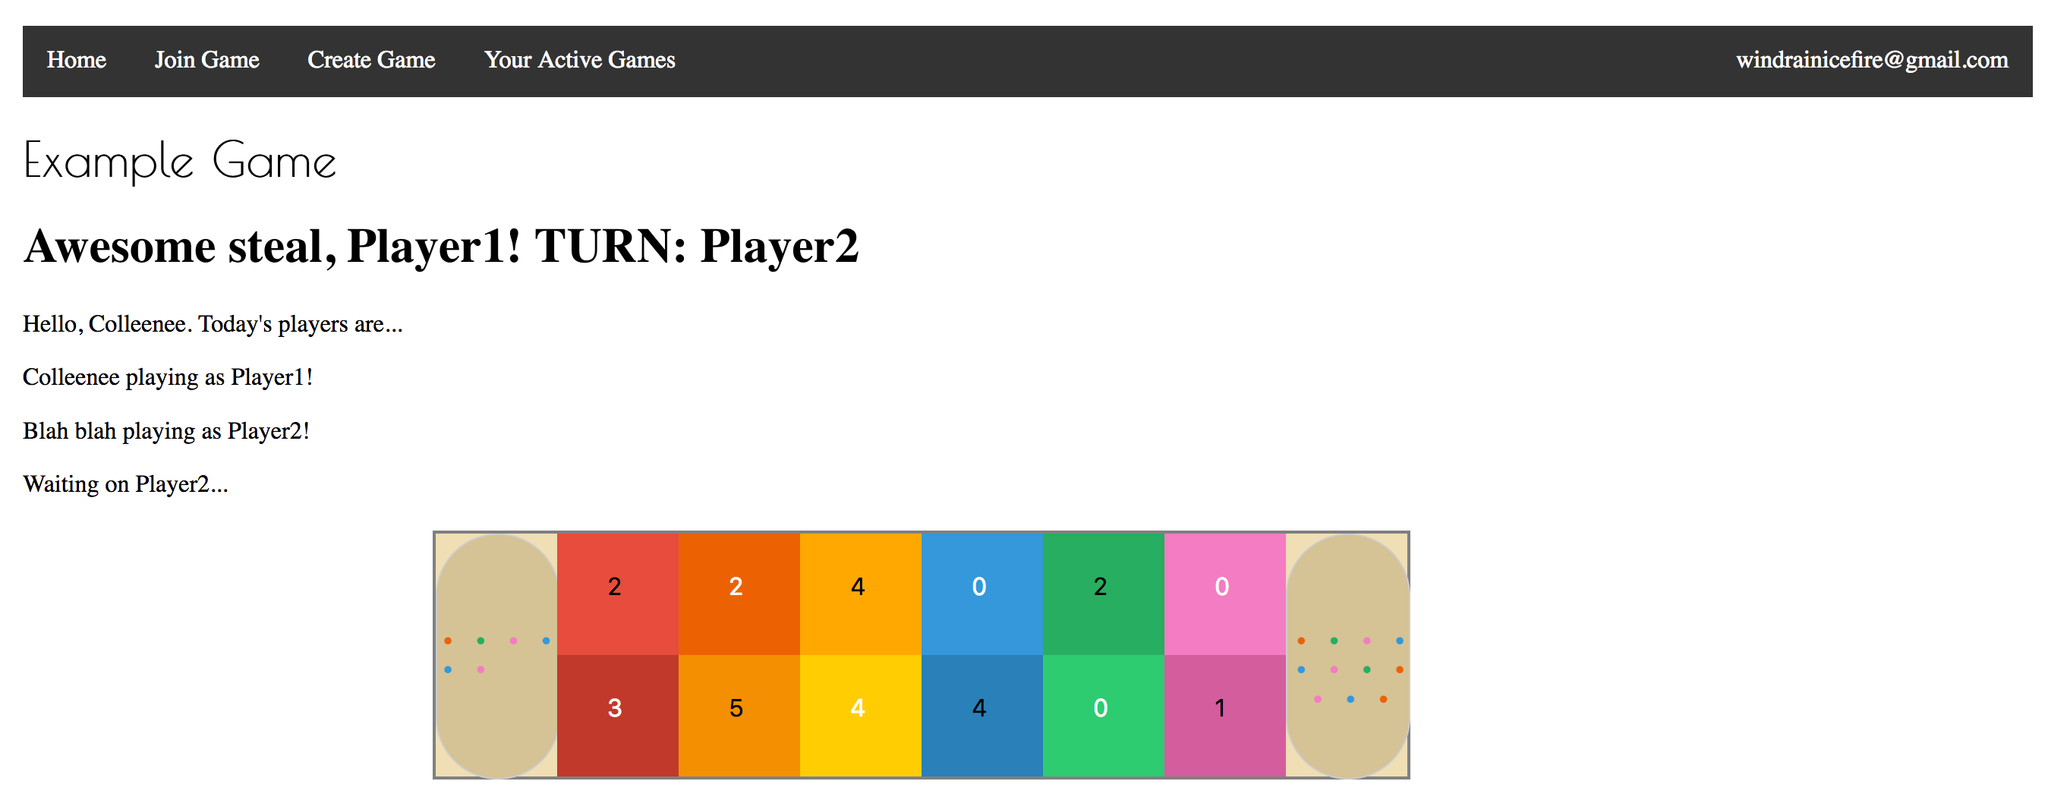 Home Join Game Create Game Your Active Games windrainicefire@gmail.com
Example Game
Awesome steal, Player1! TURN: Player2
Hello, Colleenee. Today's players are...
Colleenee playing as Player1!
Blah blah playing as Player2!
Waiting on Player2...
2 2 4 0 2 0
3 5 4 4 0 1